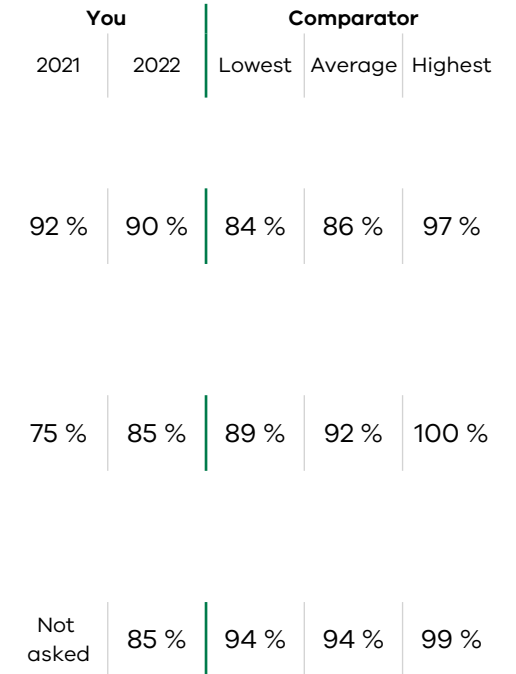 You Comparator
2021 2022 Lowest Average Highest
92 % 90 % 84 % 86 % 97 %
75 % 85 % 89 % 92 % 100 %
Not
asked 85 % 94 % 94 % 99 %